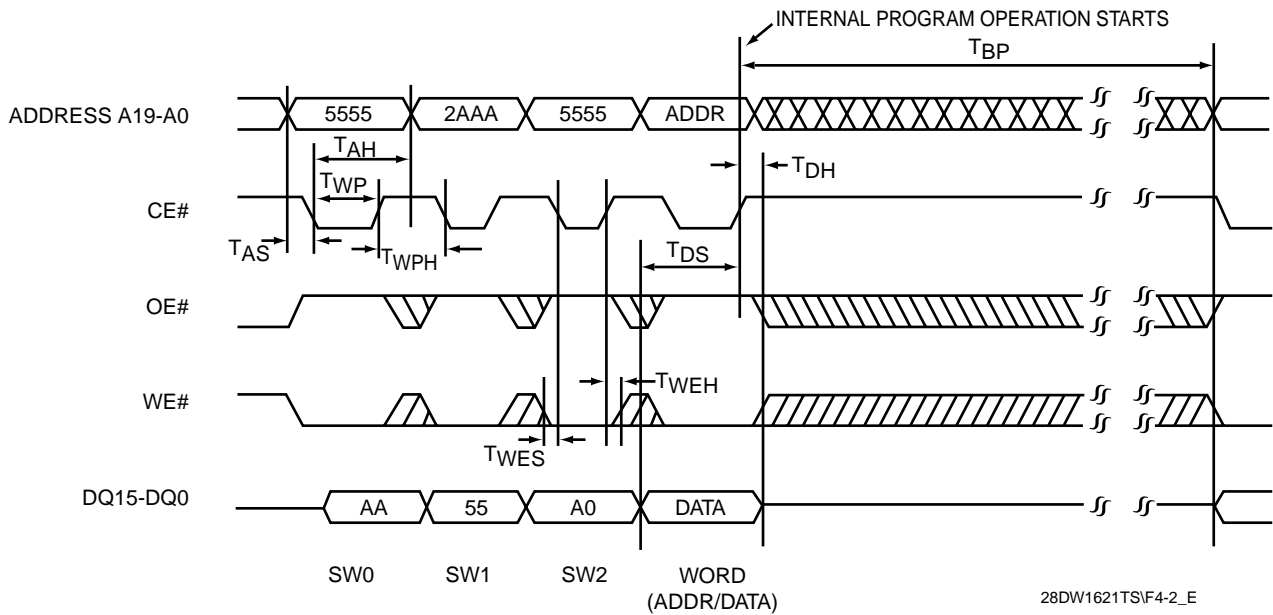 INTERNAL PROGRAM OPERATION STARTS
TBP
ADDRESS A19-A0
5555
2AAA
5555
ADDR
TAH
TDH
TWP
CE#
TAS
TWPH
TDS
OE#
WE#
TWEH
TWES
DQ15-DQ0
AA
55
A0
DATA
SW0
SW1
SW2
WORD
(ADDR/DATA)
28DW1621TS\F4-2_E